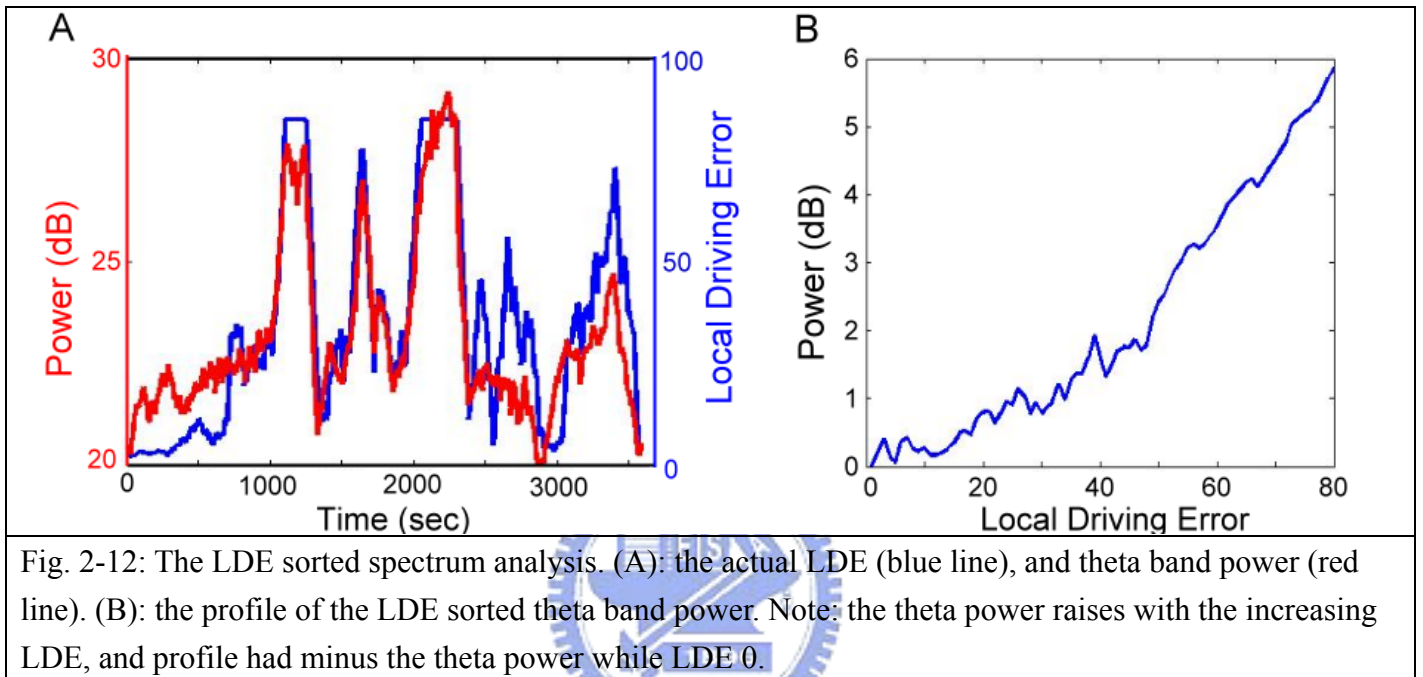 A
B
30
25
20
Power (dB)
100
50
0
Local Driving Error
0
1000
2000
3000
Time (sec)
6
5
4
3
2
1
0
Power (dB)
0
20
40
60
80
Local Driving Error
Fig. 2-12: The LDE sorted spectrum analysis. (A): the actual LDE (blue line), and theta band power (red
line). (B): the profile of the LDE sorted theta band power. Note: the theta power raises with the increasing
LDE, and profile had minus the theta power while LDE 0.